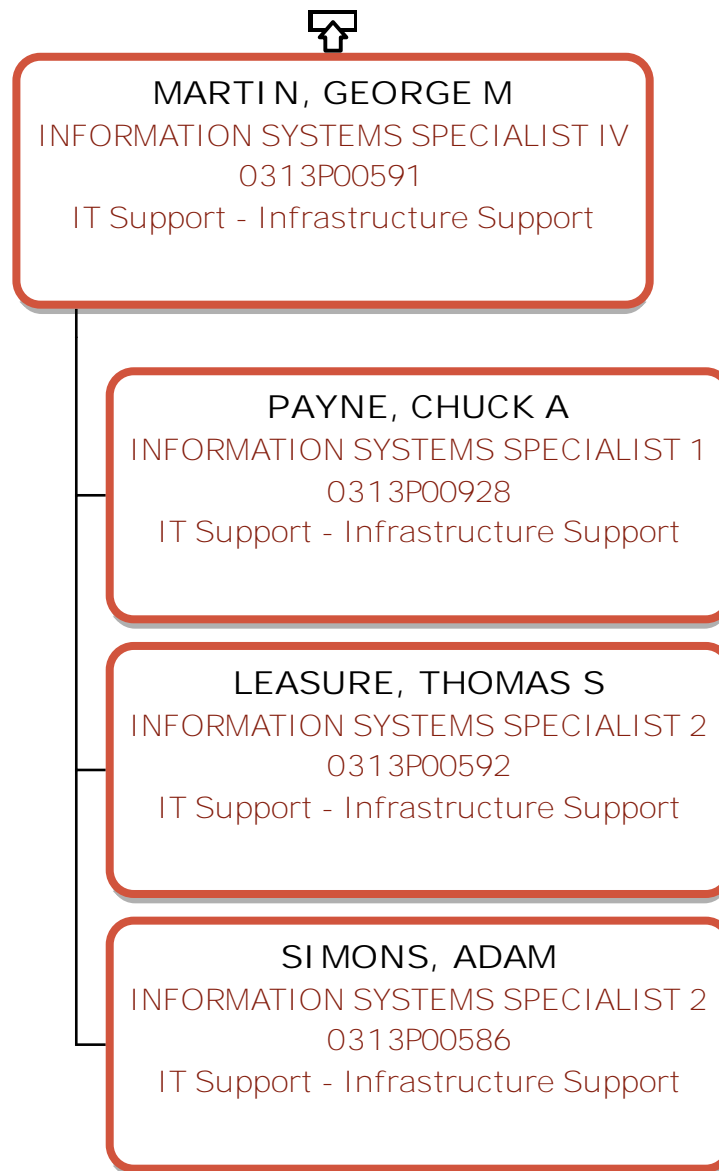 MARTIN, GEORGE M
INFORMATION SYSTEMS SPECIALIST IV
0313P00591
IT Support - Infrastructure Support
PAYNE, CHUCK A
INFORMATION SYSTEMS SPECIALIST 1
0313P00928
IT Support - Infrastructure Support
LEASURE, THOMAS S
INFORMATION SYSTEMS SPECIALIST 2
0313P00592
IT Support - Infrastructure Support
SIMONS, ADAM
INFORMATION SYSTEMS SPECIALIST 2
0313P00586
IT Support - Infrastructure Support